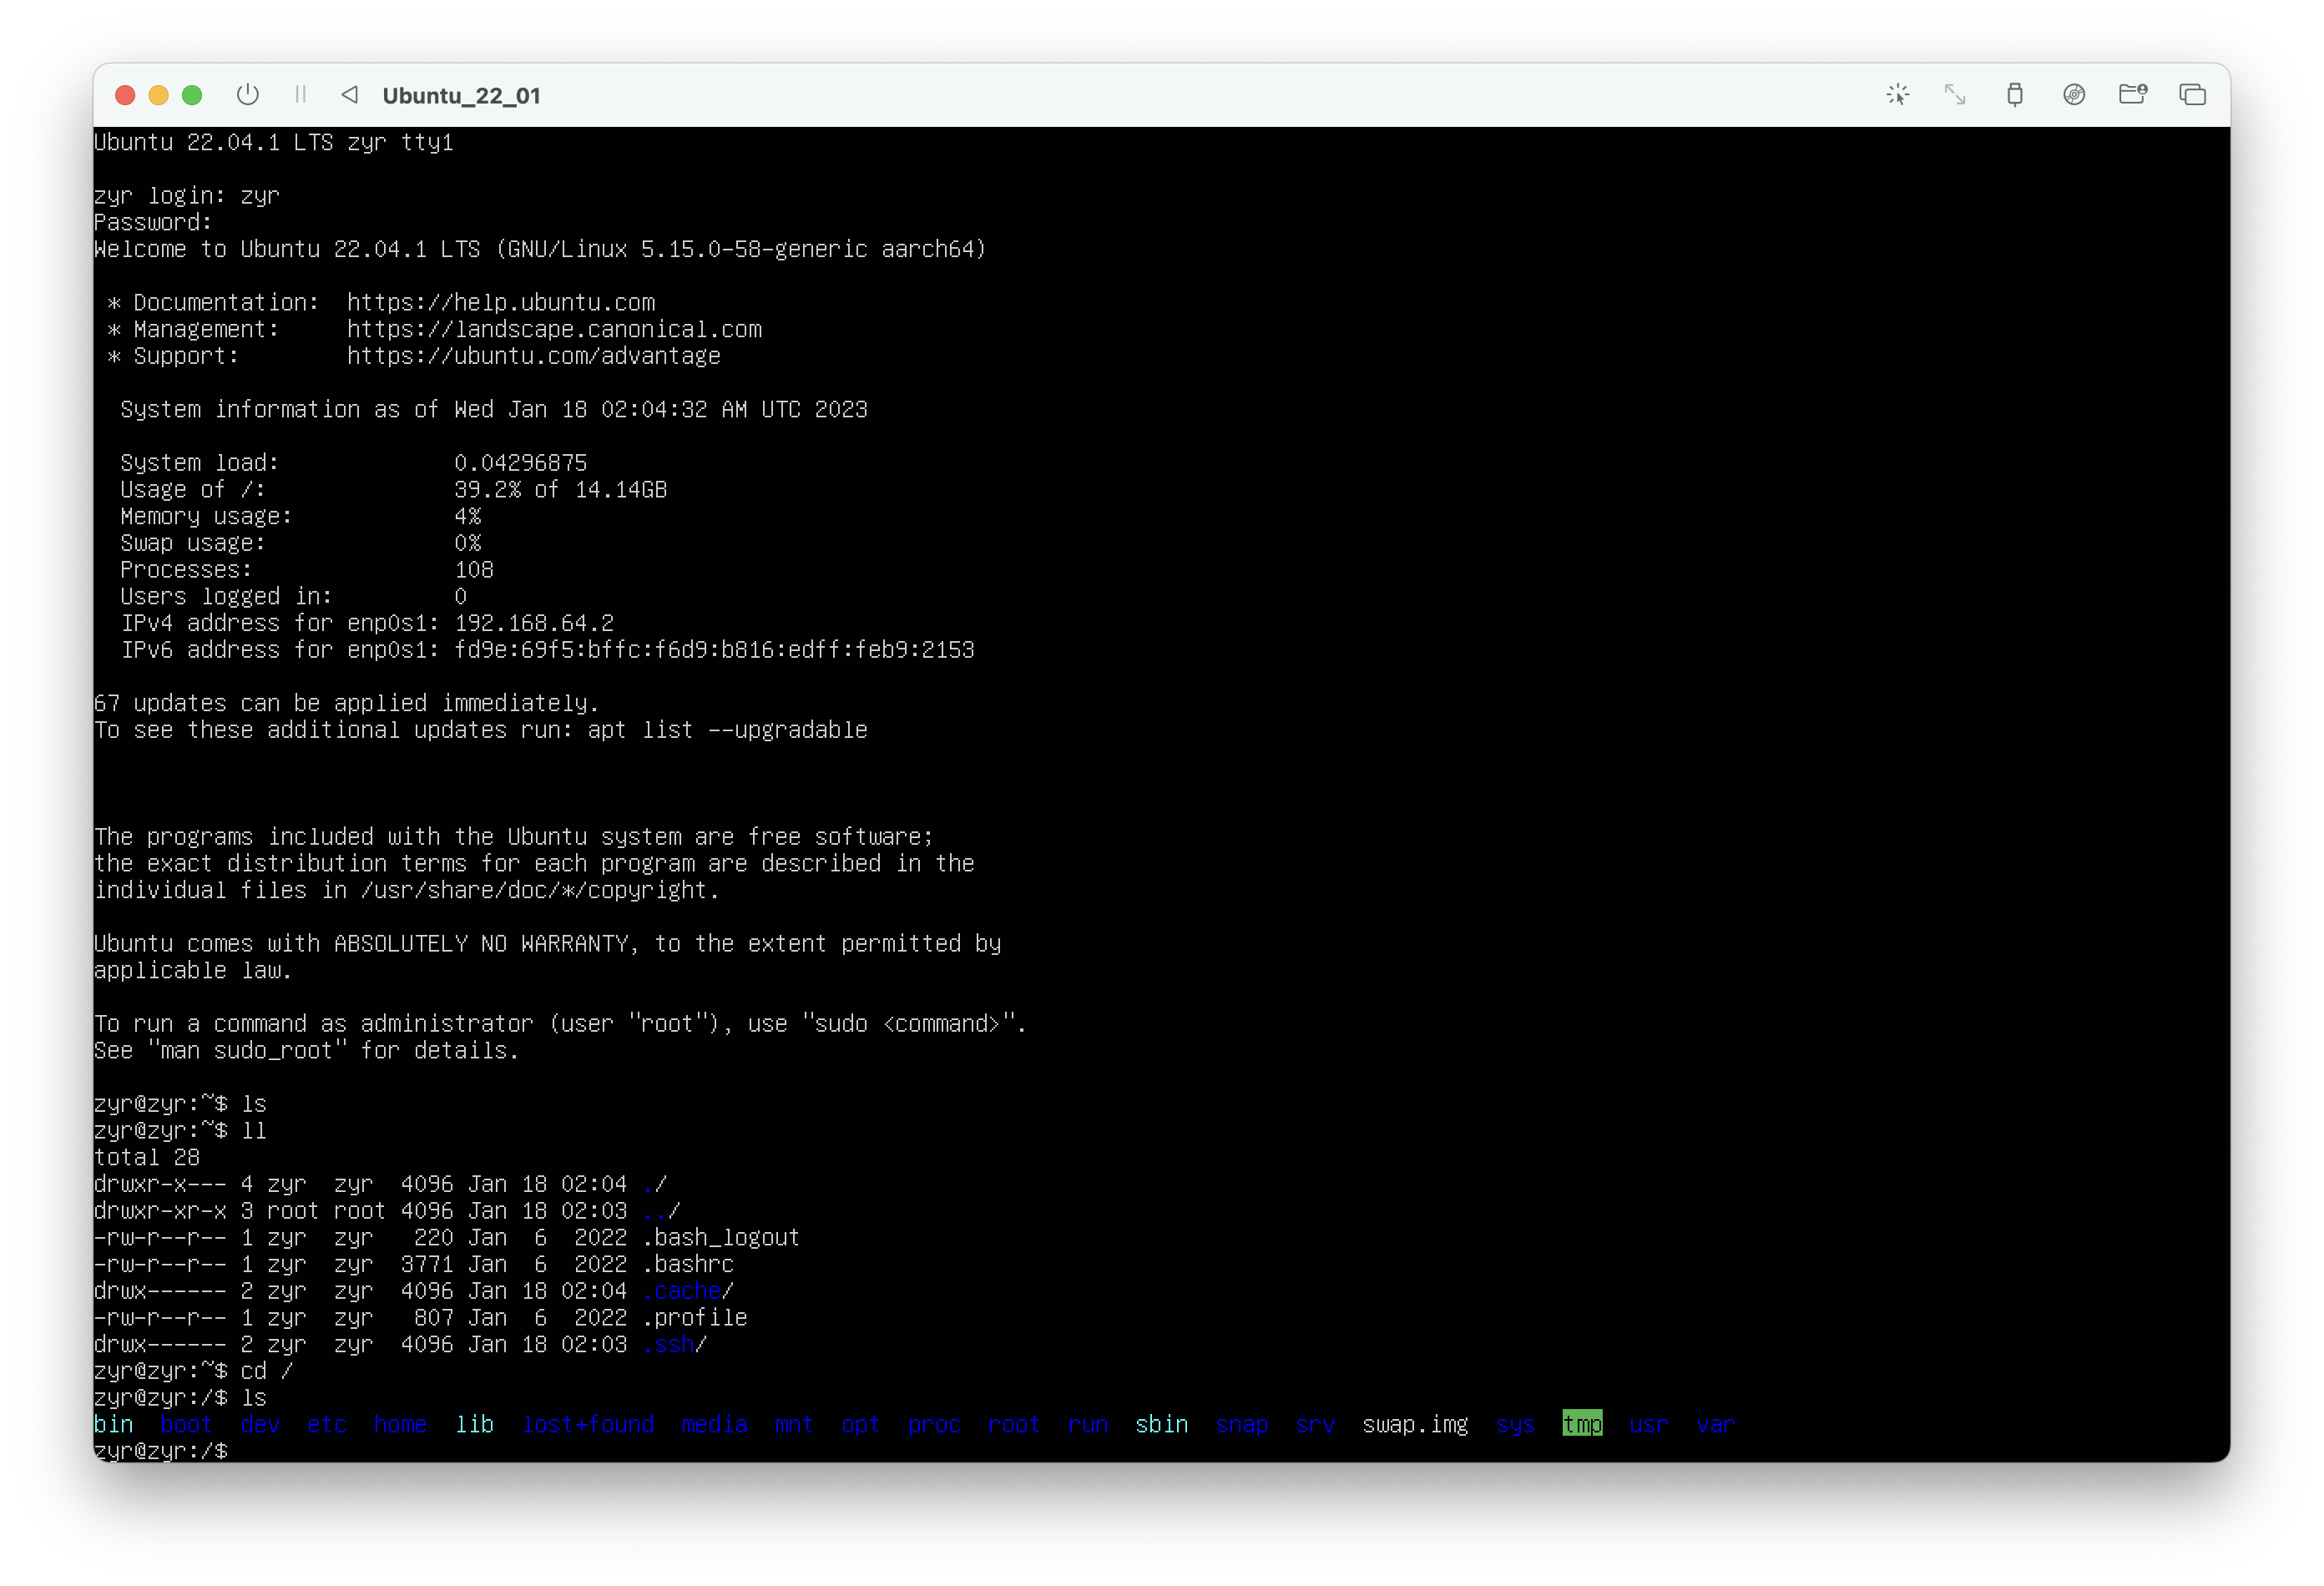 Ubuntu_22_01
Ubuntu 22.04.1 LTS zyr tty1
zyr login: zyr
Password:
Welcome to Ubuntu 22.04.1 LTS (GNU/Linux 5.15.0-58-generic aarch64)
 * Documentation:  https://help.ubuntu.com
 * Management:     https://landscape.canonical.com
 * Support:        https://ubuntu.com/advantage
  System information as of Wed Jan 18 02:04:32 AM UTC 2023
  System load:             0.04296875
  Usage of /:              39.2% of 14.14GB
  Memory usage:            4%
  Swap usage:              0%
  Processes:               108
  Users logged in:         0
  IPv4 address for enp0s1: 192.168.64.2
  IPv6 address for enp0s1: fd9e:69f5:bffc:f6d9:b816:edff:feb9:2153
67 updates can be applied immediately.
To see these additional updates run: apt list --upgradable
The programs included with the Ubuntu system are free software;
the exact distribution terms for each program are described in the
individual files in /usr/share/doc/*/copyright.
Ubuntu comes with ABSOLUTELY NO WARRANTY, to the extent permitted by
applicable law.
To run a command as administrator (user "root"), use "sudo <command>".
See "man sudo_root" for details.
zyr@zyr:~$ ls
zyr@zyr:~$ ll
total 28
drwxr-x--- 4 zyr  zyr  4096 Jan 18 02:04 ./
drwxr-xr-x 3 root root 4096 Jan 18 02:03 ../
-rw-r--r-- 1 zyr  zyr   220 Jan  6  2022 .bash_logout
-rw-r--r-- 1 zyr  zyr  3771 Jan  6  2022 .bashrc
drwx------ 2 zyr  zyr  4096 Jan 18 02:04 .cache/
-rw-r--r-- 1 zyr  zyr   807 Jan  6  2022 .profile
drwx------ 2 zyr  zyr  4096 Jan 18 02:03 .ssh/
zyr@zyr:~$ cd /
zyr@zyr:/$ ls
bin  boot  dev  etc  home  lib  lost+found  media  mnt  opt  proc  root  run  sbin  snap  srv  swap.img  sys  tmp  usr  var
zyr@zyr:/$